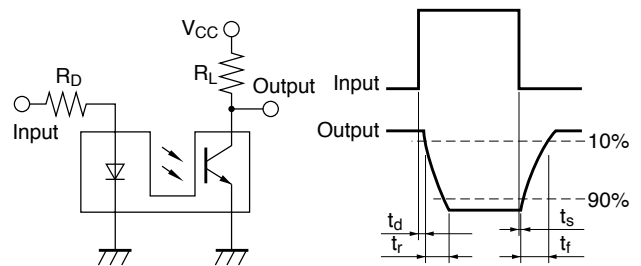 V_CC
R_D
R_L
Output
Input
Input
Output
10%
90%
t_d
t_s
t_r
t_f